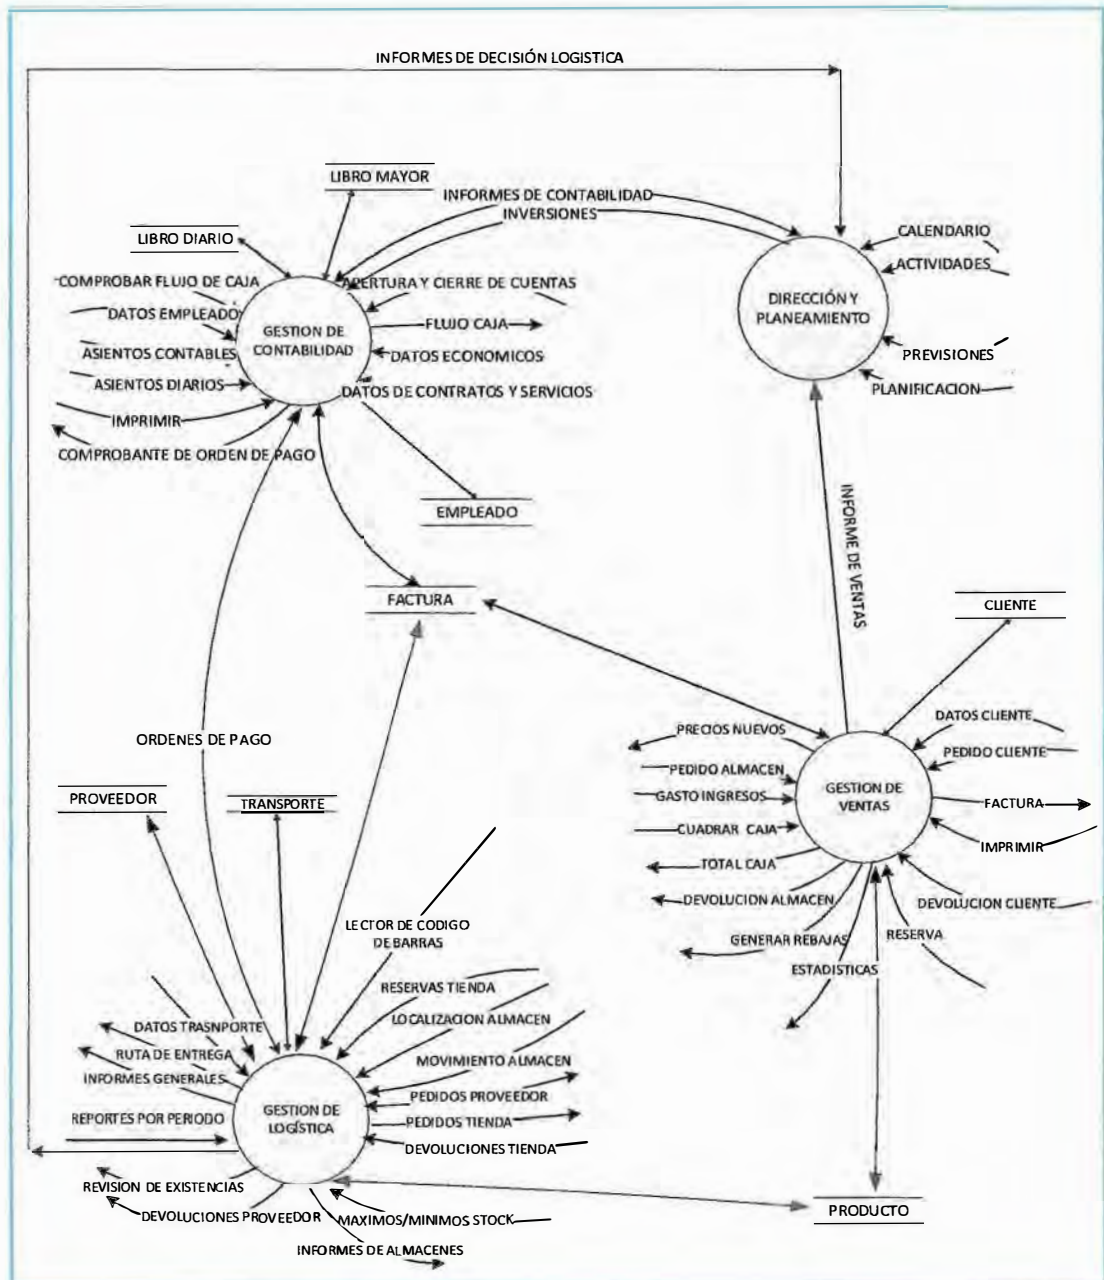 INFORMES DE DECISIÓN LOGISTICA
LIBRO MAYOR
INFORMES DE CONTABILIDAD
INVERSIONES
LIBRO DIARIO
CALENDARIO
ACTIVIDADES
COMPROBAR FLUJO DE CAJA
APERTURA Y CIERRE DE CUENTAS
DATOS EMPLEADO
GESTION DE
CONTABILIDAD
FLUJO CAJA
DIRECCIÓN Y
PLANEAMIENTO
ASIENTOS CONTABLES
DATOS ECONOMICOS
PREVISIONES
ASIENTOS DIARIOS
DATOS DE CONTRATOS Y SERVICIOS
PLANIFICACION
IMPRIMIR
COMPROBANTE DE ORDEN DE PAGO
EMPLEADO
INFORME DE VENTAS
FACTURA
CLIENTE
ORDENES DE PAGO
PRECIOS NUEVOS
DATOS CLIENTE
PEDIDO CLIENTE
PEDIDO ALMACEN
GESTION DE
VENTAS
GASTO INGRESOS
FACTURA
CUADRAR CAJA
IMPRIMIR
TOTAL CAJA
DEVOLUCION ALMACEN
DEVOLUCION CLIENTE
GENERAR REBAJAS
RESERVA
ESTADISTICAS
PROVEEDOR
TRANSPORTE
LECTOR DE CODIGO
DE BARRAS
RESERVAS TIENDA
LOCALIZACION ALMACEN
DATOS TRASNPORTE
RUTA DE ENTREGA
MOVIMIENTO ALMACEN
INFORMES GENERALES
PEDIDOS PROVEEDOR
REPORTES POR PERIODO
GESTION DE
LOGÍSTICA
PEDIDOS TIENDA
DEVOLUCIONES TIENDA
REVISION DE EXISTENCIAS
DEVOLUCIONES PROVEEDOR
MAXIMOS/MINIMOS STOCK
INFORMES DE ALMACENES
PRODUCTO